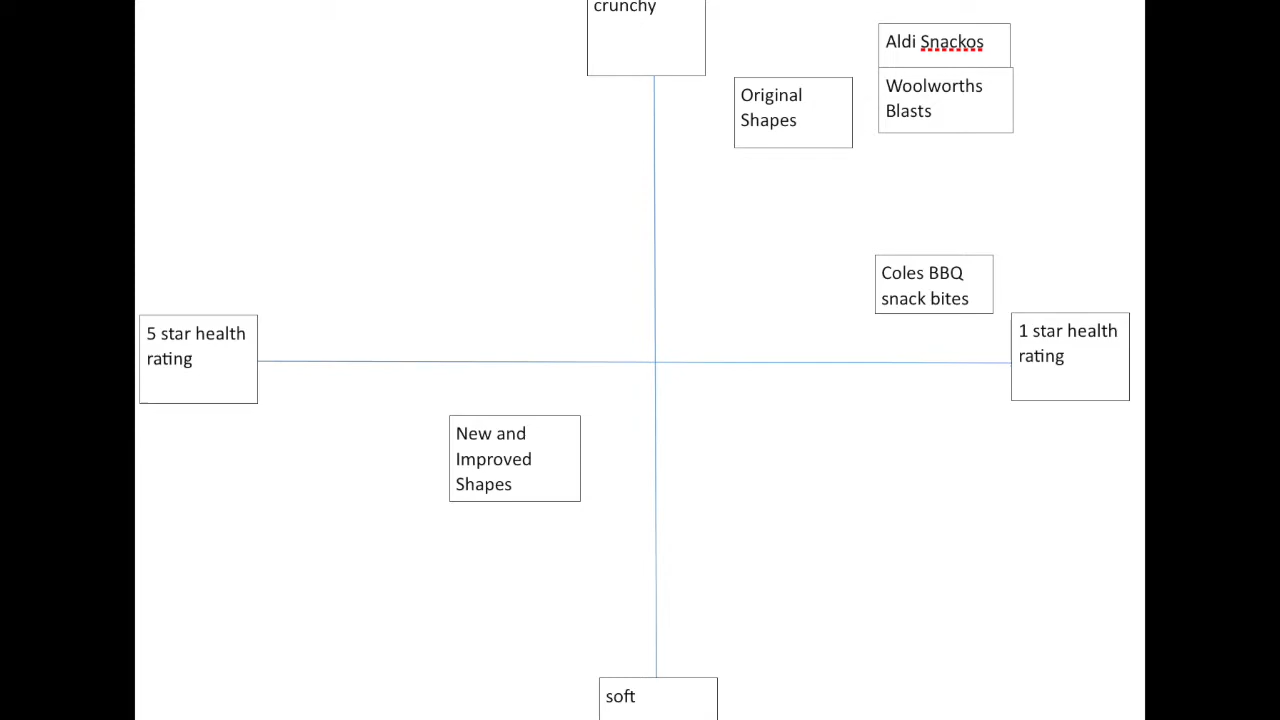 crunchy
Aldi Snackos
Original
Shapes
Woolworths
Blasts
Coles BBQ
snack bites
5 star health
rating
1 star health
rating
New and
Improved
Shapes
soft